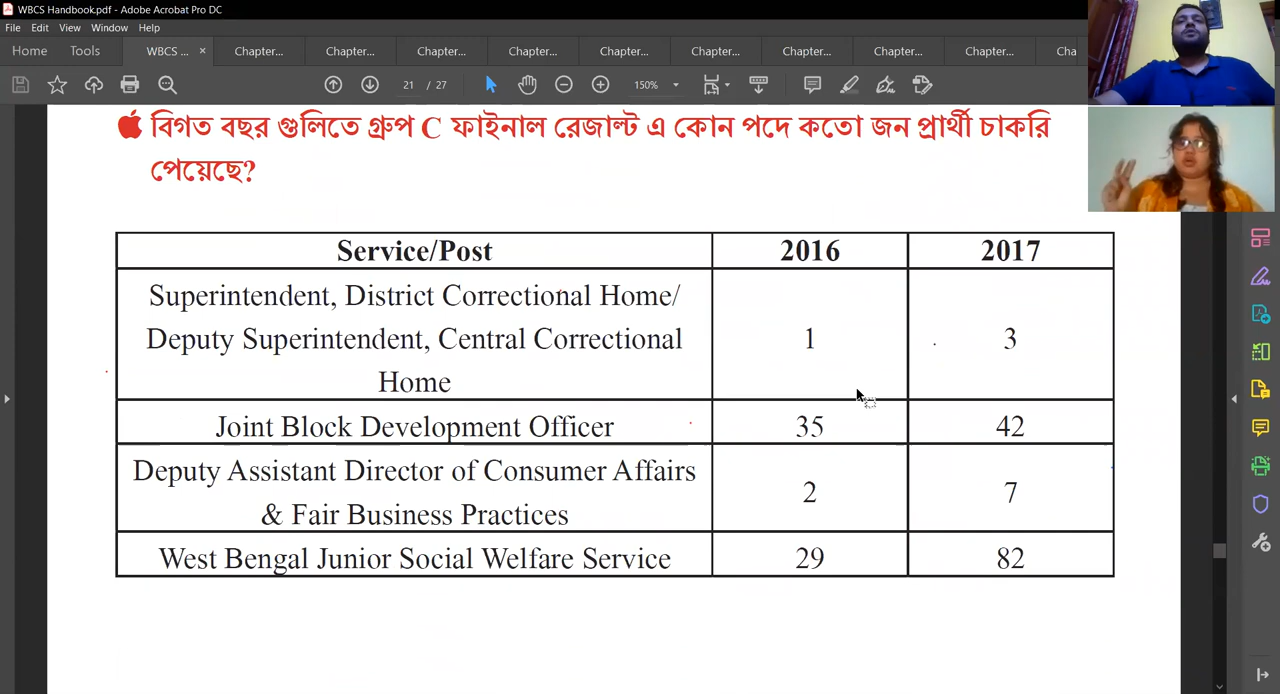 WBCS Handbook.pdf - Adobe Acrobat Pro DC
File Edit View Window Help
Home Tools WBCS ... × Chapter... Chapter... Chapter... Chapter... Chapter... Chapter... Chapter... Chapter... Chapter... Cha
21 / 27 150%
বিগত বছর গুলিতে গ্রুপ C ফাইনাল রেজাল্ট এ কোন পদে কতো জন প্রার্থী চাকরি
পেয়েছে?
Service/Post 2016 2017
Superintendent, District Correctional Home/
Deputy Superintendent, Central Correctional 1 3
Home
Joint Block Development Officer 35 42
Deputy Assistant Director of Consumer Affairs
& Fair Business Practices 2 7
West Bengal Junior Social Welfare Service 29 82